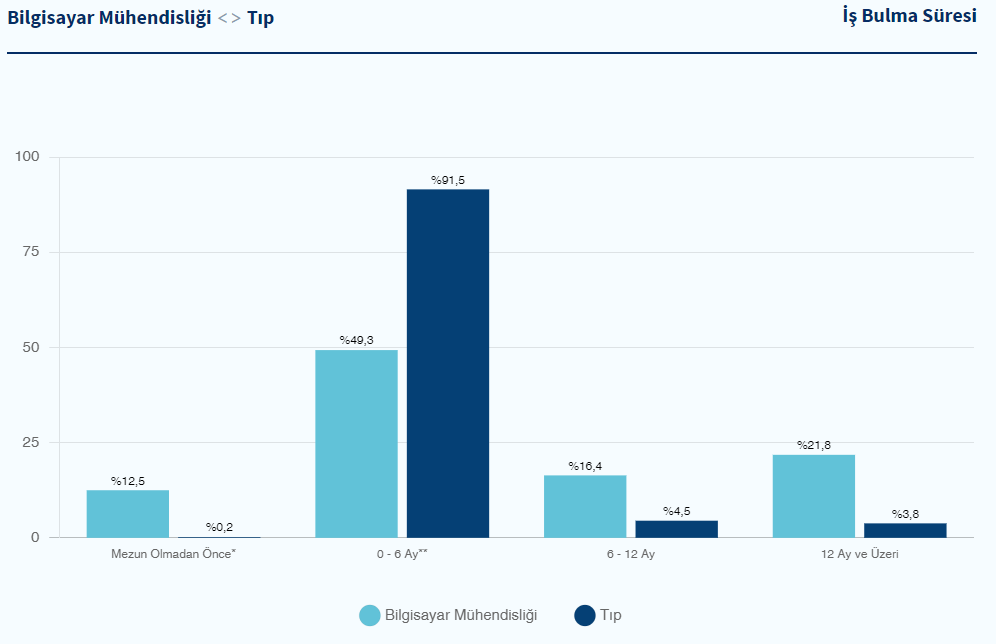 Bilgisayar Mühendisliği <> Tıp
İş Bulma Süresi
100
75
50
25
0
%12,5
%0,2
%49,3
%91,5
%16,4
%4,5
%21,8
%3,8
Mezun Olmadan Önce*
0 - 6 Ay**
6 - 12 Ay
12 Ay ve Üzeri
Bilgisayar Mühendisliği
Tıp